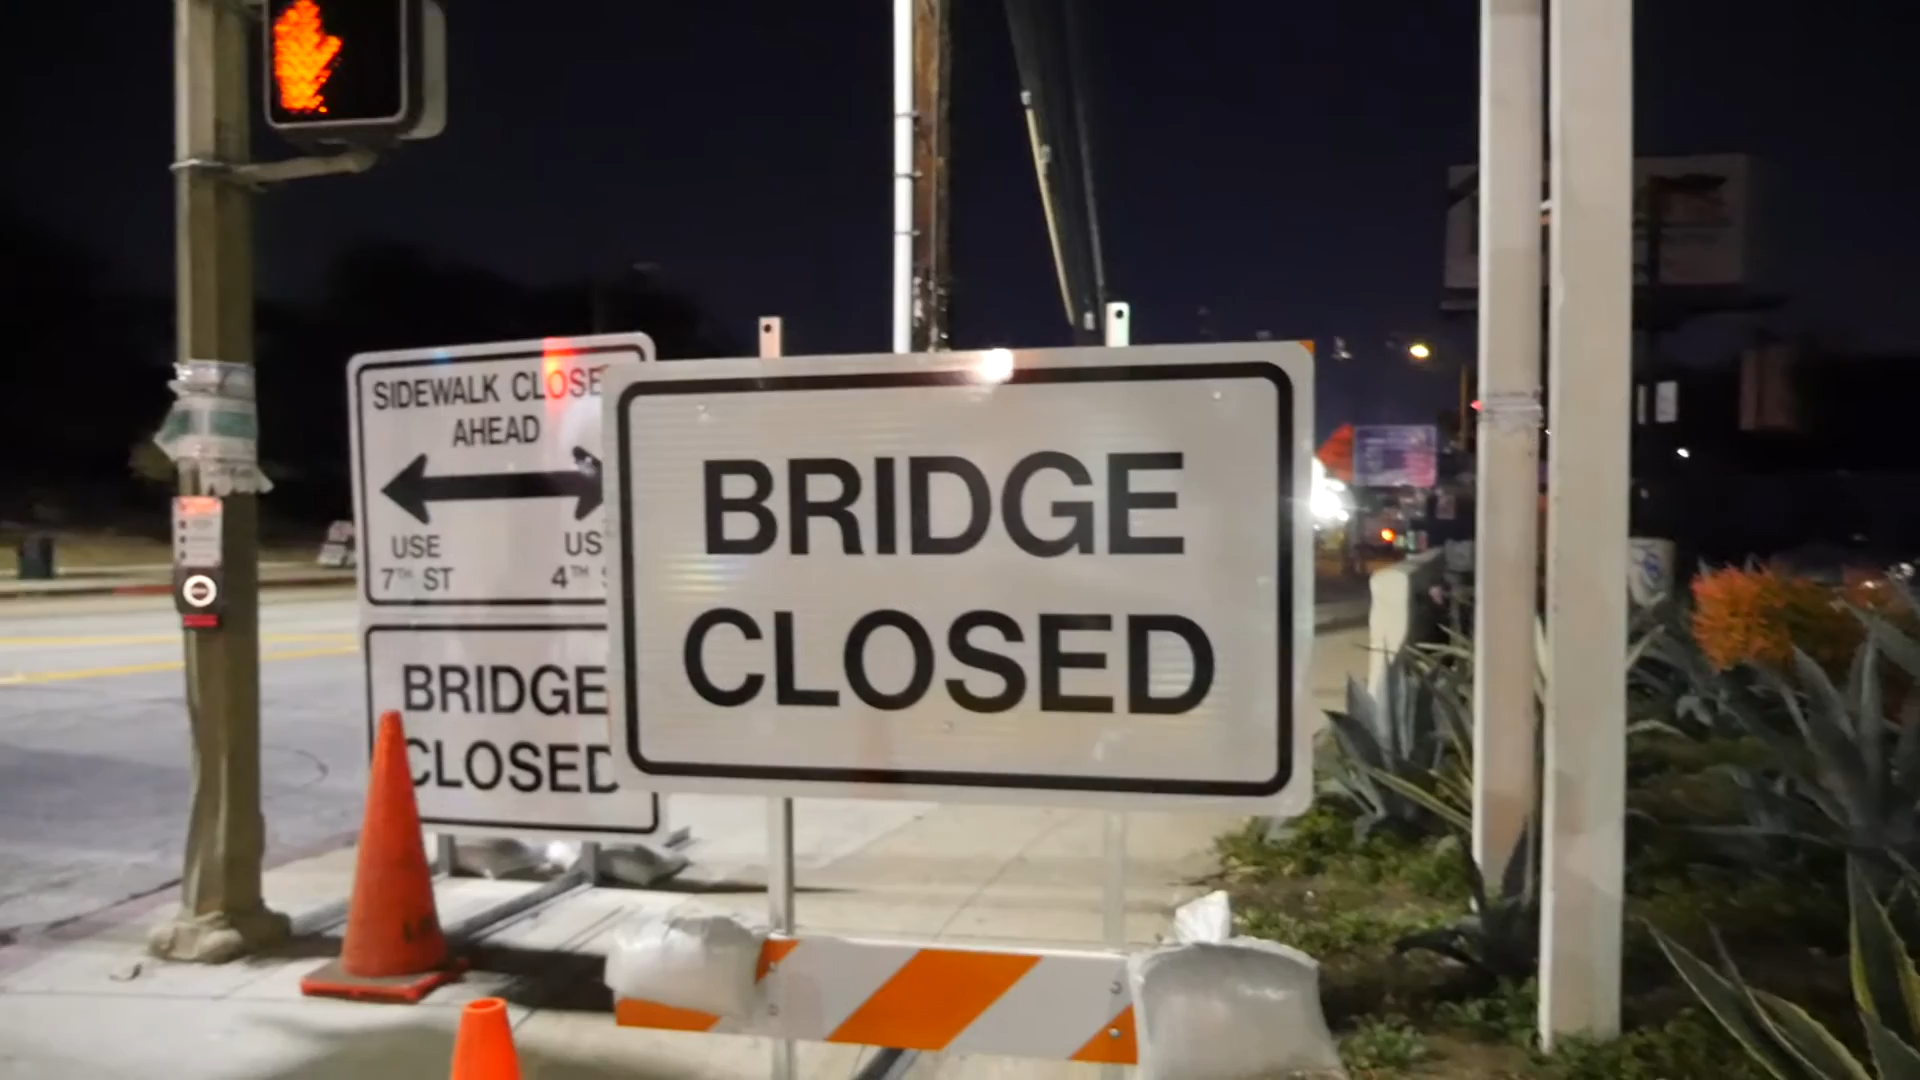 SIDEWALK CLOSE
AHEAD
USE
7TH ST
US
4TH
BRIDGE
CLOSED
BRIDGE
CLOSED